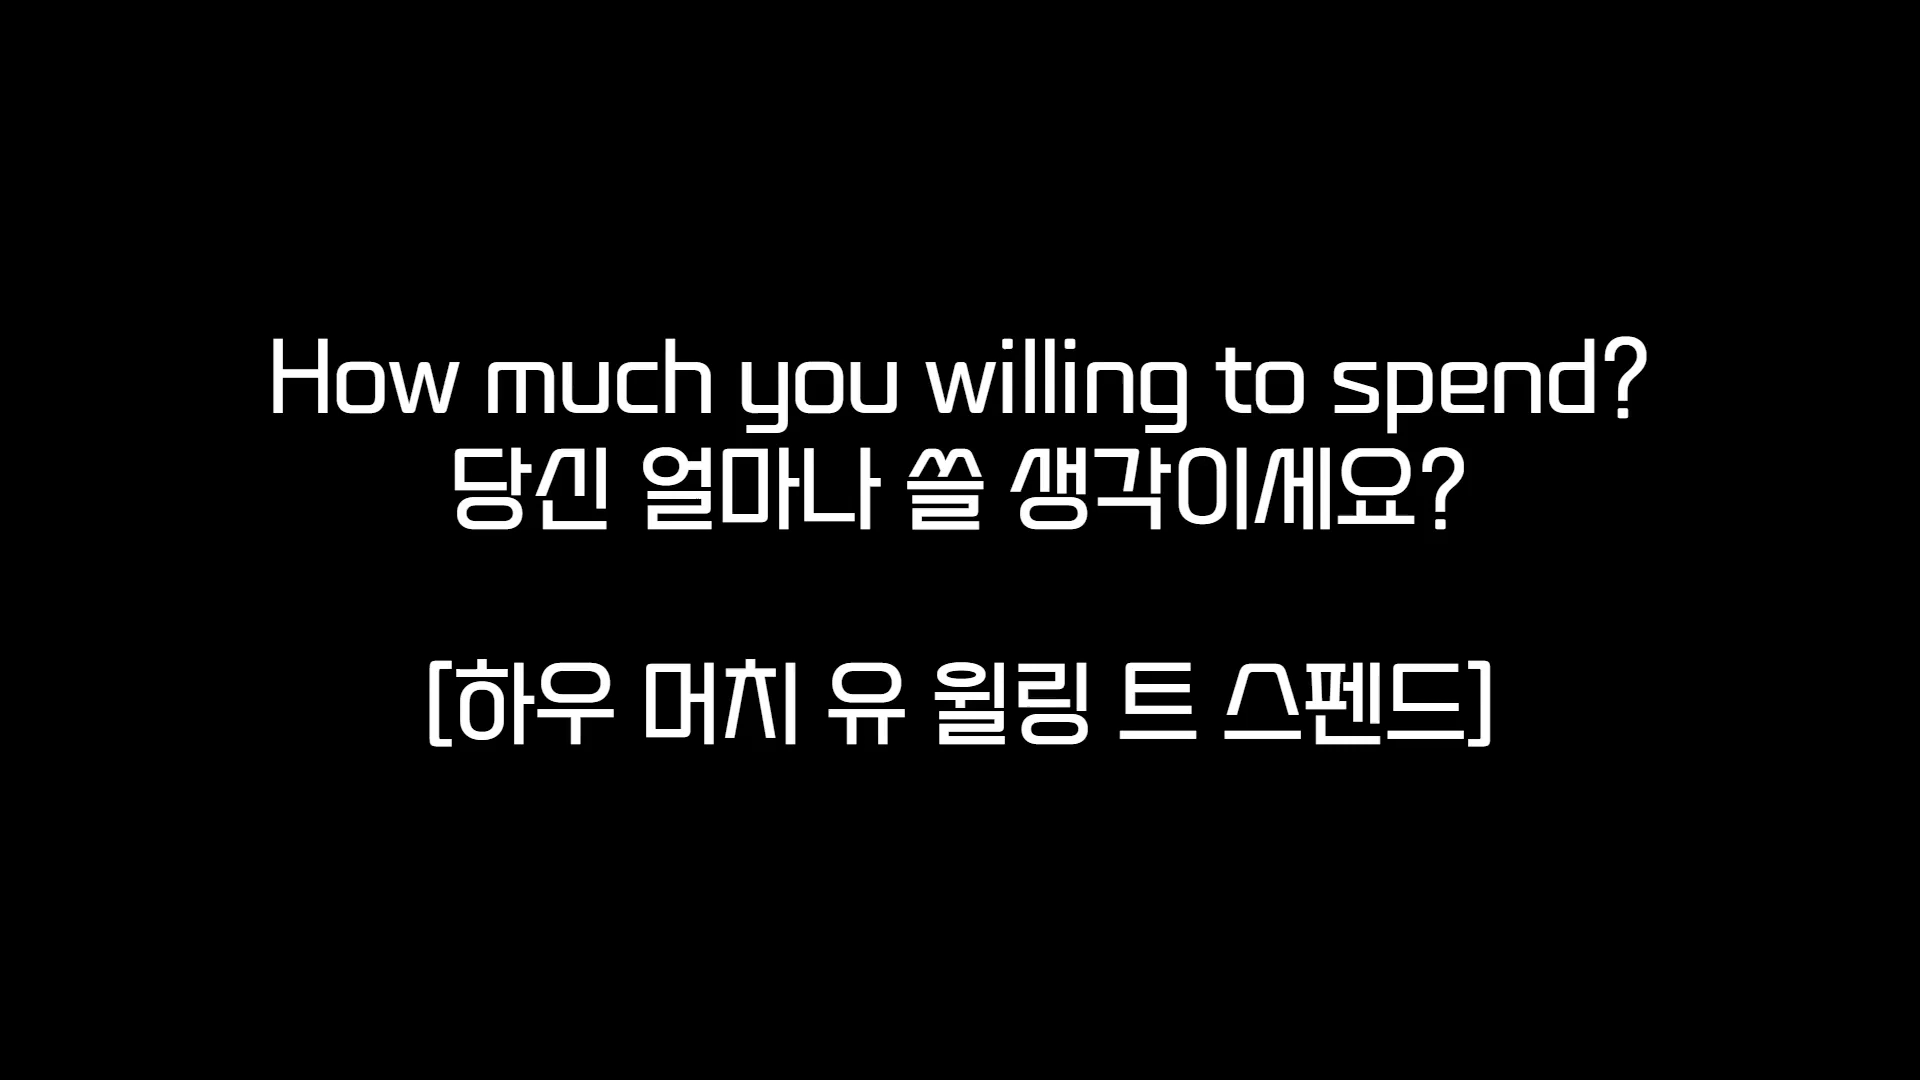 How much you willing to spend?
당신 얼마나 쓸 생각이세요?
[하우 머치 유 윌링 트 스펜드]